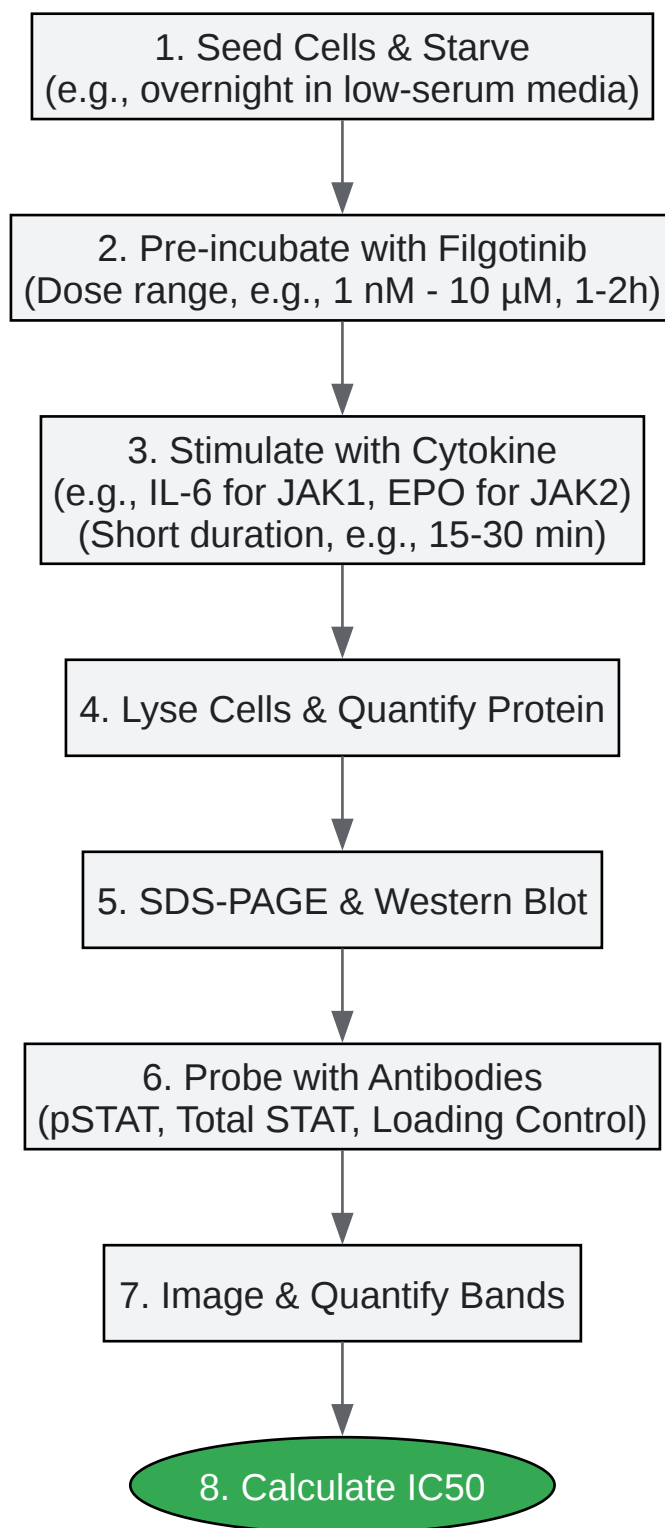 1. Seed Cells & Starve
(e.g., overnight in low-serum media)
2. Pre-incubate with Filgotinib
(Dose range, e.g., 1 nM - 10 µM, 1-2h)
3. Stimulate with Cytokine
(e.g., IL-6 for JAK1, EPO for JAK2)
(Short duration, e.g., 15-30 min)
4. Lyse Cells & Quantify Protein
5. SDS-PAGE & Western Blot
6. Probe with Antibodies
(pSTAT, Total STAT, Loading Control)
7. Image & Quantify Bands
8. Calculate IC50